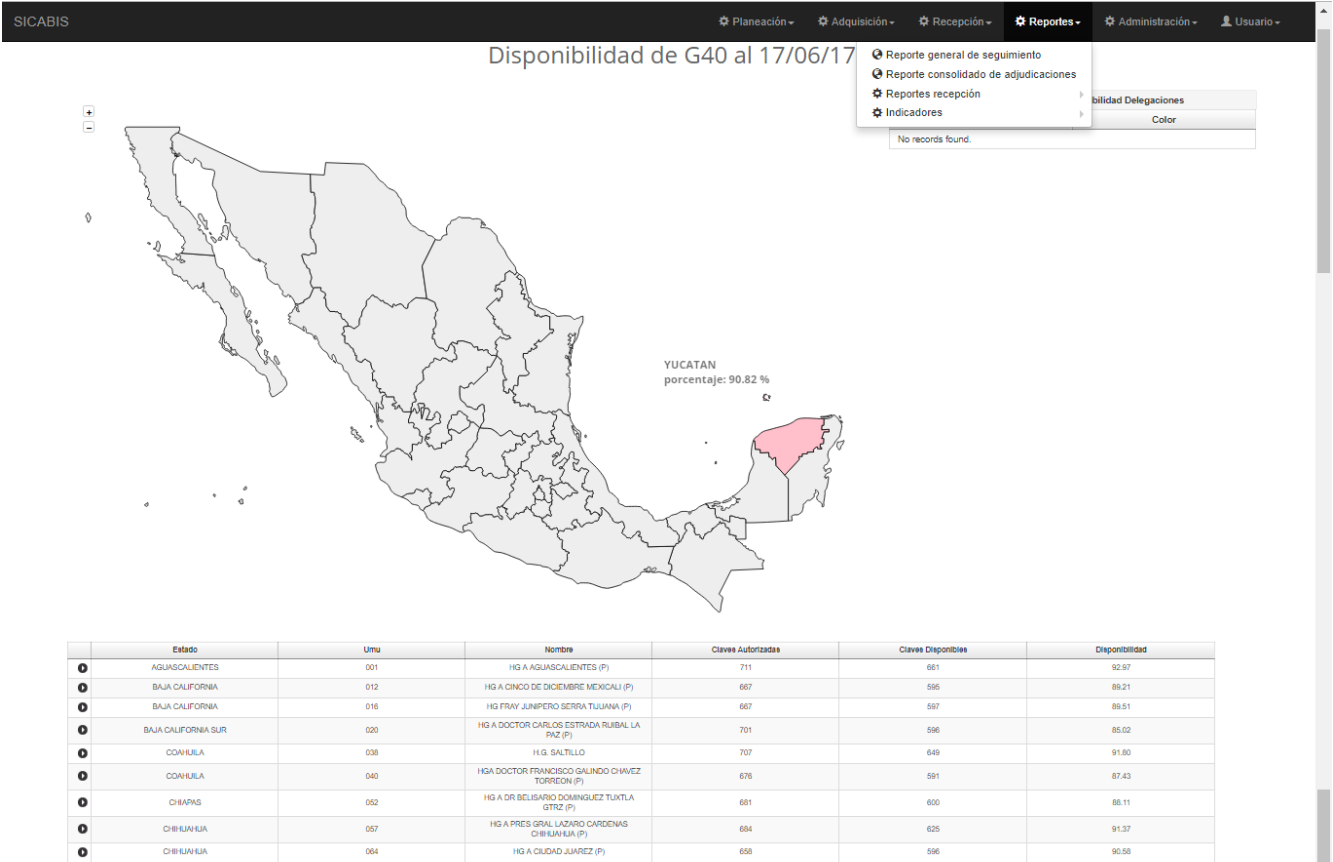 SICABIS
Planeación
Adquisición
Recepción
Reportes
Administración
Usuario
Disponibilidad de G40 al 17/06/17
Reporte general de seguimiento
Reporte consolidado de adjudicaciones
Reportes recepción
Indicadores
bilidad Delegaciones
Color
No records found.
+
−
YUCATAN
porcentaje: 90.82 %
Estado Umu Nombre Claves Autorizadas Claves Disponibles Disponibilidad
AGUASCALIENTES 001 HG A AGUASCALIENTES (P) 711 661 92.97
BAJA CALIFORNIA 012 HG A CINCO DE DICIEMBRE MEXICALI (P) 667 595 89.21
BAJA CALIFORNIA 016 HG FRAY JUNIPERO SERRA TIJUANA (P) 667 597 89.51
BAJA CALIFORNIA SUR 020 HG A DOCTOR CARLOS ESTRADA RUIBAL LA
PAZ (P) 701 596 85.02
COAHUILA 038 H.G. SALTILLO 707 649 91.80
COAHUILA 040 HGA DOCTOR FRANCISCO GALINDO CHAVEZ
TORREON (P) 676 591 87.43
CHIAPAS 052 HG A DR BELISARIO DOMINGUEZ TUXTLA
GTRZ (P) 681 600 88.11
CHIHUAHUA 057 HG A PRES GRAL LAZARO CARDENAS
CHIHUAHUA (P) 684 625 91.37
CHIHUAHUA 064 HG A CIUDAD JUAREZ (P) 658 596 90.58